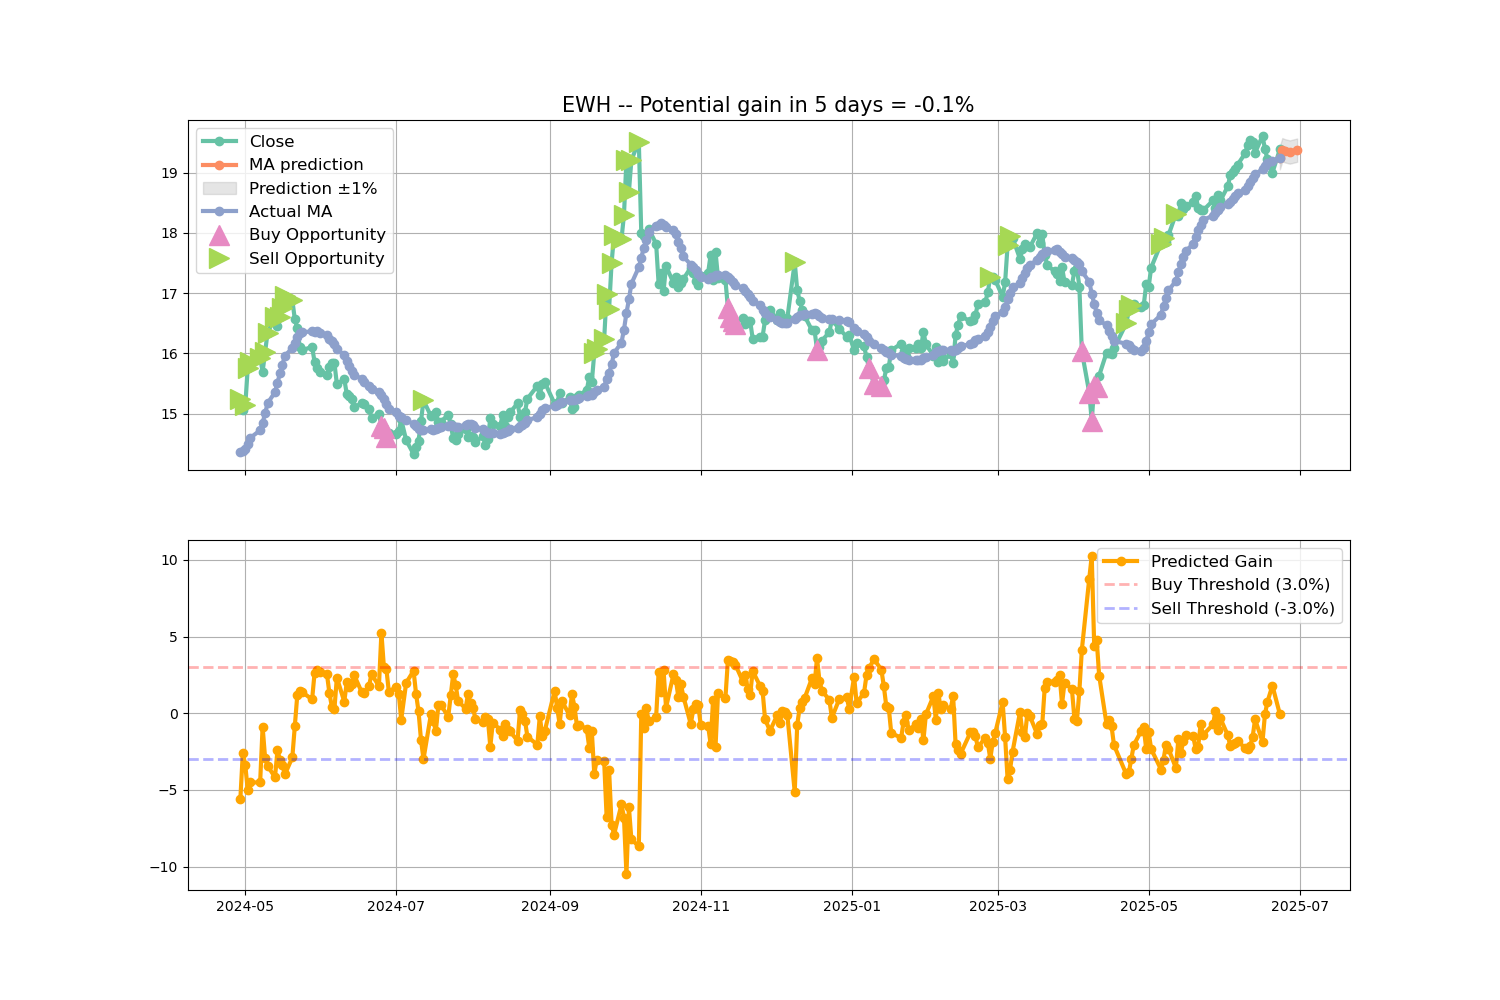 EWH -- Potential gain in 5 days = -0.1%
Close
MA prediction
Prediction ±1%
Actual MA
Buy Opportunity
Sell Opportunity
19
18
17
16
15
Predicted Gain
Buy Threshold (3.0%)
Sell Threshold (-3.0%)
10
5
0
−5
−10
2024-05 2024-07 2024-09 2024-11 2025-01 2025-03 2025-05 2025-07